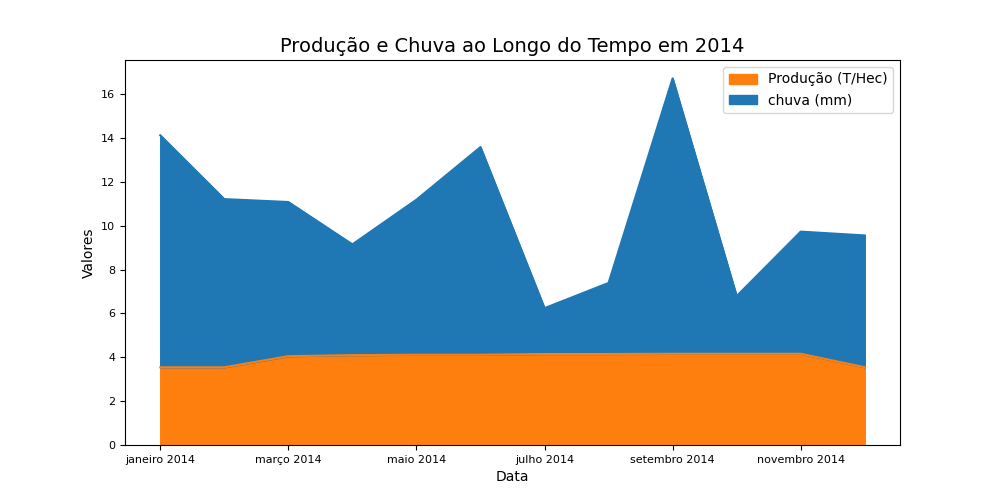 Produção e Chuva ao Longo do Tempo em 2014
Produção (T/Hec)
chuva (mm)
Valores
16
14
12
10
8
6
4
2
0
janeiro 2014
março 2014
maio 2014
julho 2014
setembro 2014
novembro 2014
Data